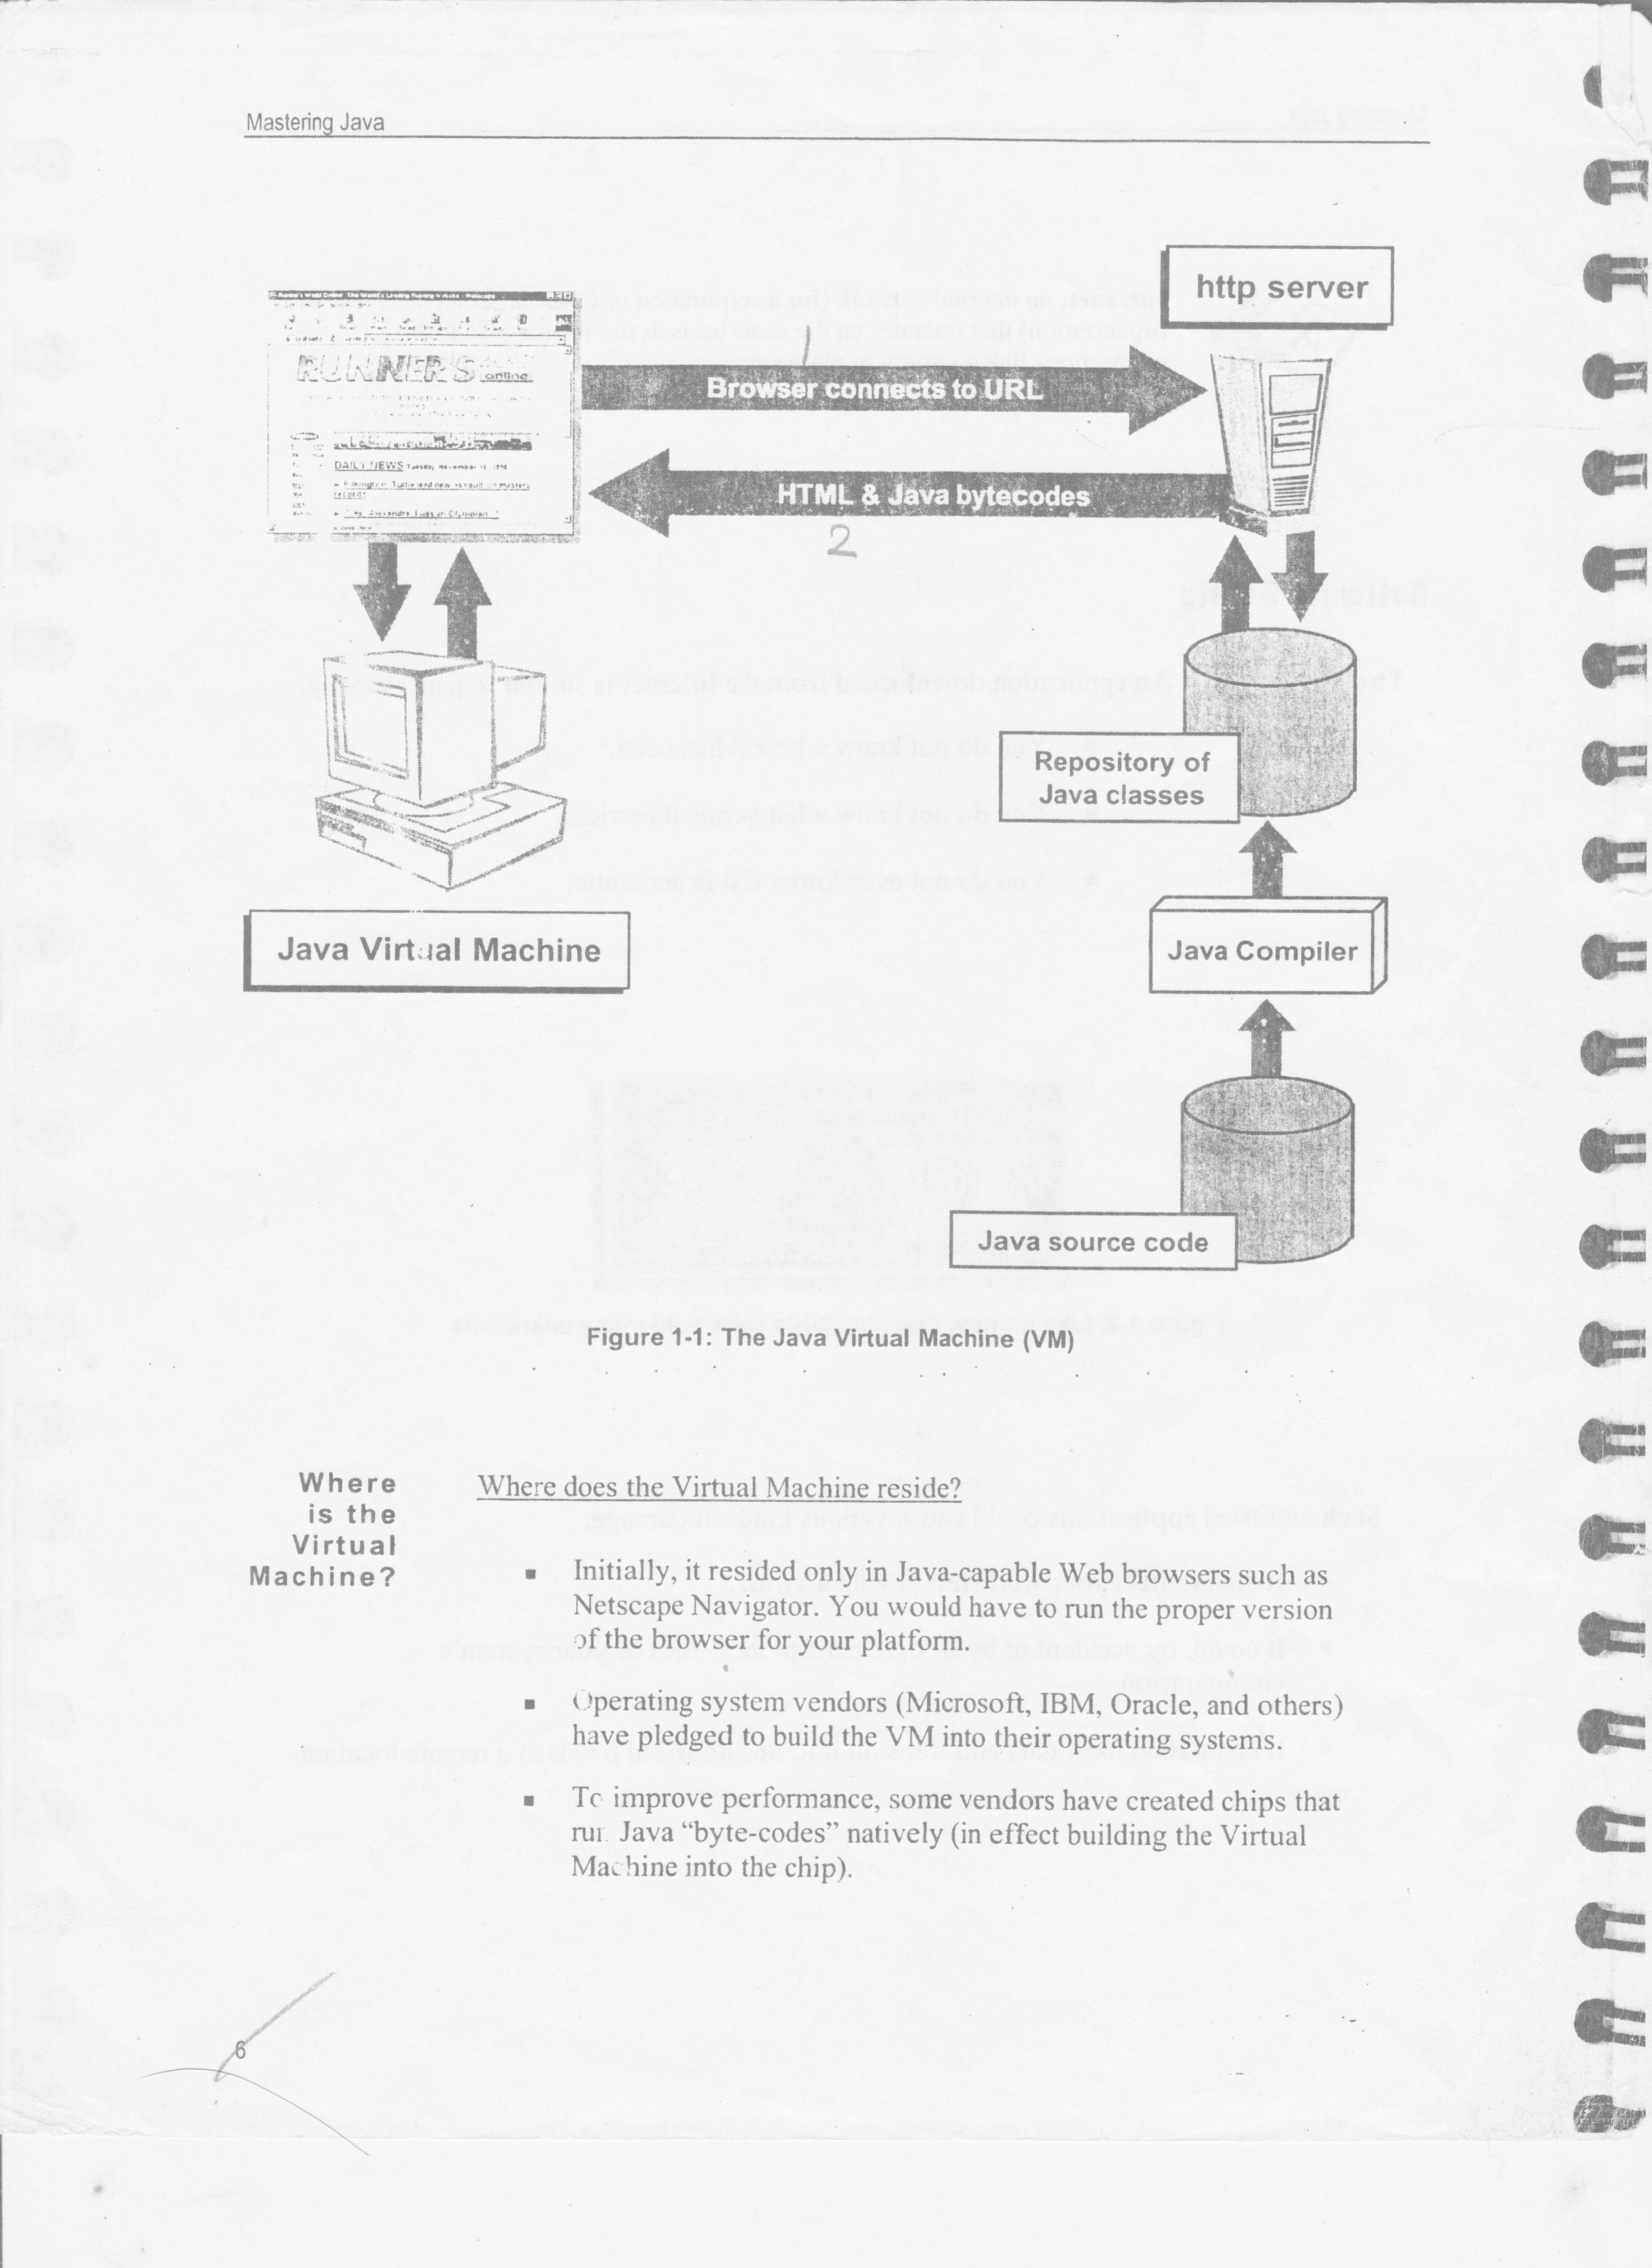 Mastering Java
http server
RUNNER'S online
1
Browser connects to URL
HTML & Java bytecodes
2
DAILY NEWS Tuesday November
Repository of
Java classes
Java Virtual Machine
Java Compiler
Java source code
Figure 1-1: The Java Virtual Machine (VM)
Where
is the
Virtual
Machine?
Where does the Virtual Machine reside?
▪ Initially, it resided only in Java-capable Web browsers such as
Netscape Navigator. You would have to run the proper version
of the browser for your platform.
▪ Operating system vendors (Microsoft, IBM, Oracle, and others)
have pledged to build the VM into their operating systems.
▪ To improve performance, some vendors have created chips that
run Java “byte-codes” natively (in effect building the Virtual
Machine into the chip).
6